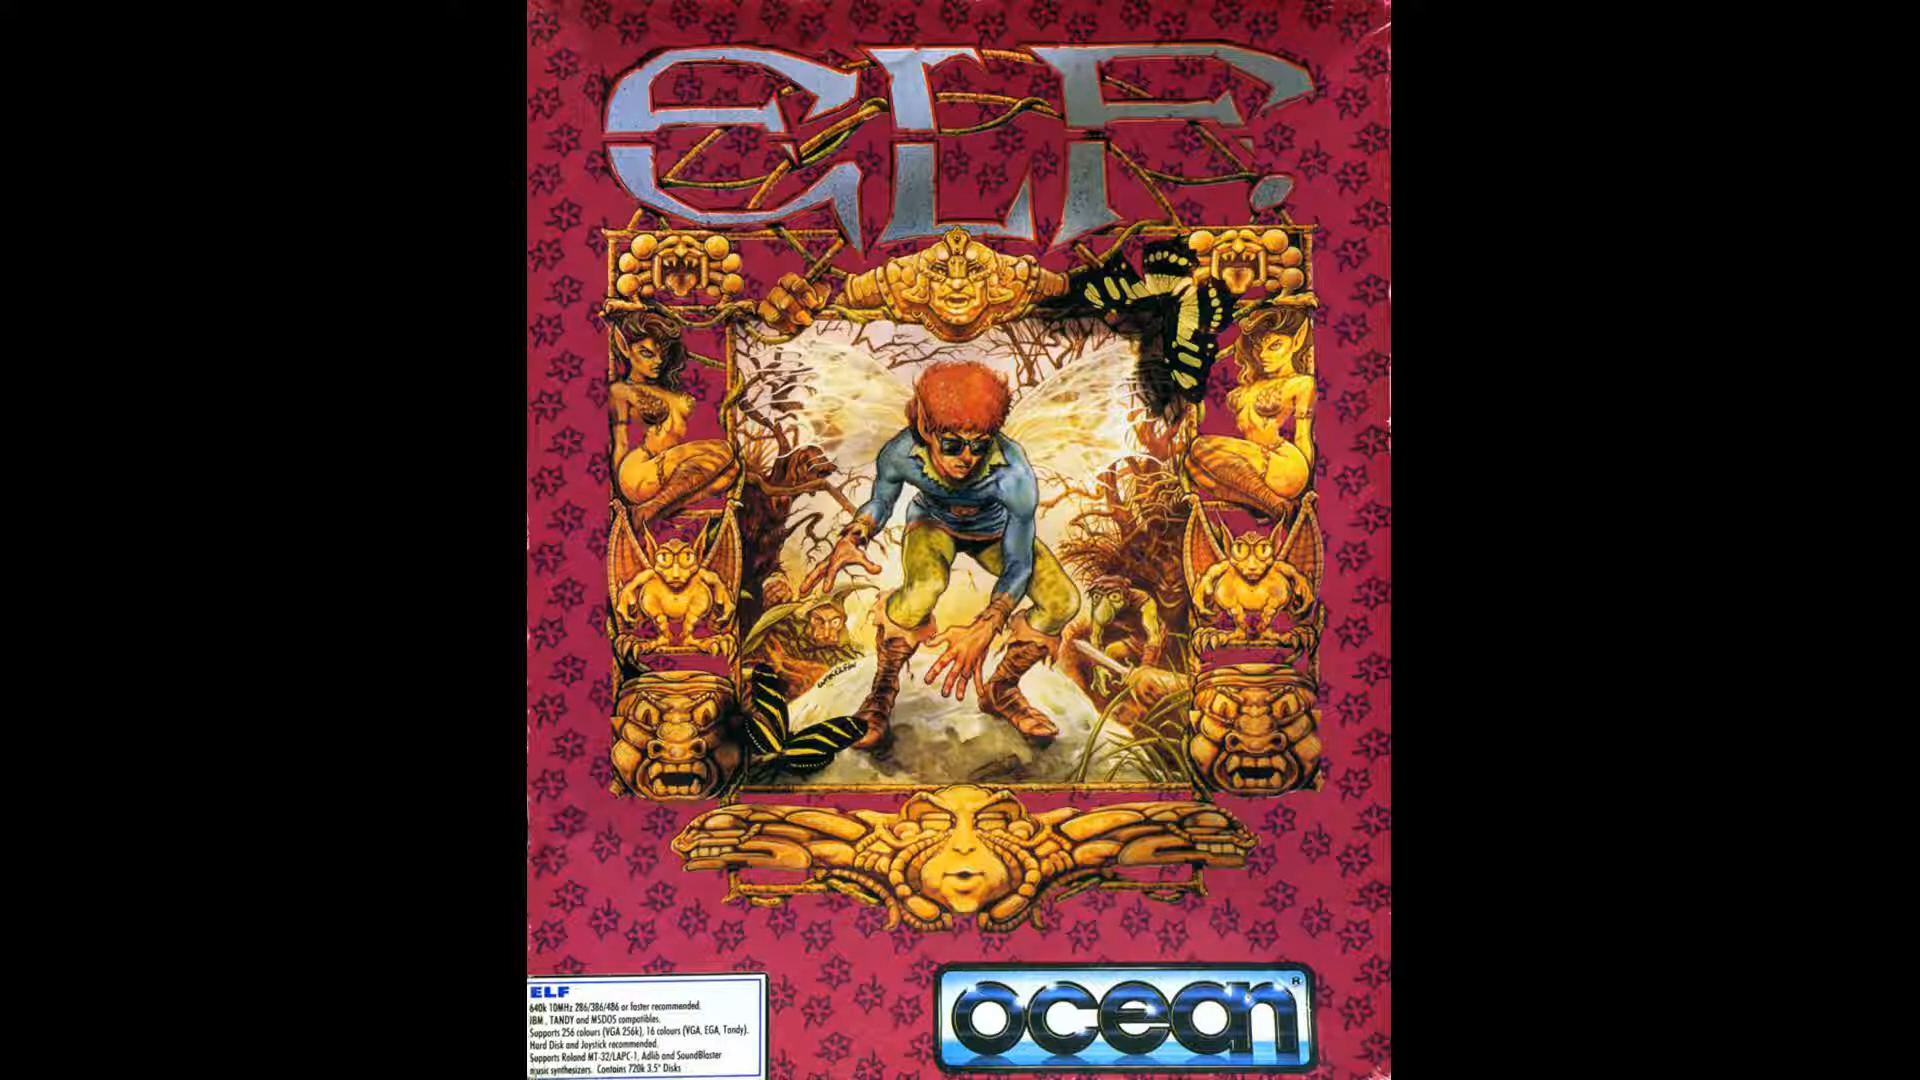 ELF
WAKELIN
ELF
640k 10MHz 286/386/486 or faster recommended.
IBM, TANDY and MSDOS compatibles.
Supports 256 colours (VGA 256k), 16 colours (VGA, EGA, Tandy).
Hard Disk and Joystick recommended.
Supports Roland MT-32/LAPC-1, Adlib and SoundBlaster
music synthesizers. Contains 720k 3.5" Disks
ocean®